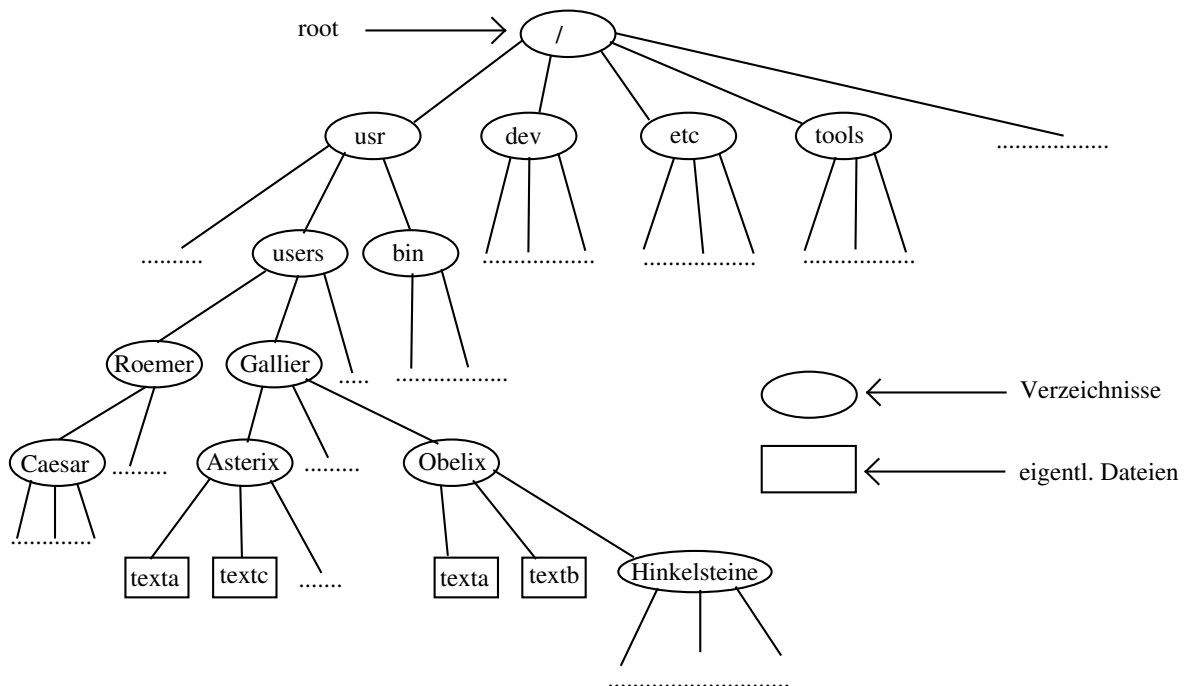 root
/
usr
dev
etc
tools
....................
...........
users
bin
....................
....................
....................
Roemer
Gallier
.....
....................
Verzeichnisse
Caesar
..........
Asterix
..........
Obelix
eigentl. Dateien
...............
texta
textc
........
texta
textb
Hinkelsteine
.................................